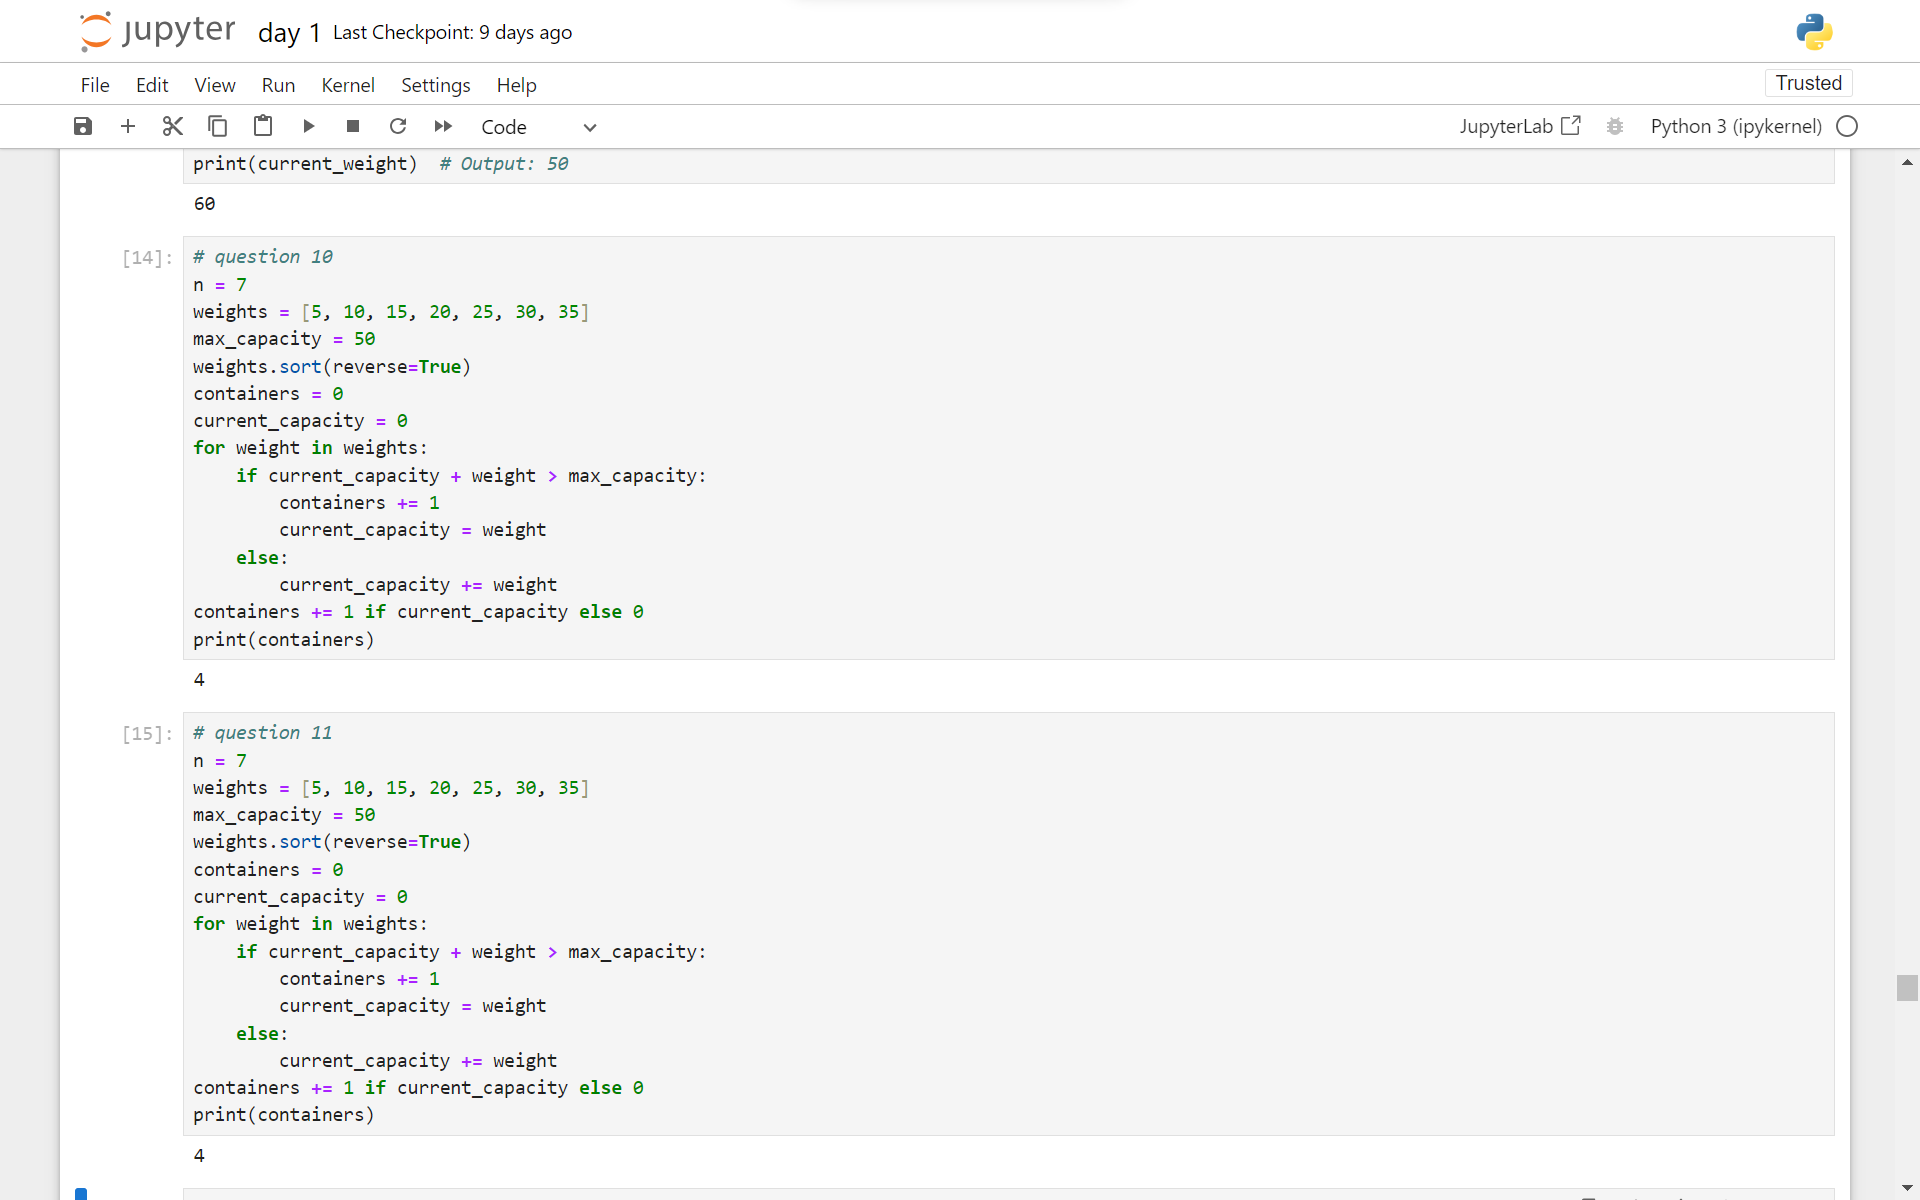 jupyter day 1 Last Checkpoint: 9 days ago
File Edit View Run Kernel Settings Help Trusted
Code JupyterLab Python 3 (ipykernel)
print(current_weight)  # Output: 50
60
[14]: # question 10
n = 7
weights = [5, 10, 15, 20, 25, 30, 35]
max_capacity = 50
weights.sort(reverse=True)
containers = 0
current_capacity = 0
for weight in weights:
    if current_capacity + weight > max_capacity:
        containers += 1
        current_capacity = weight
    else:
        current_capacity += weight
containers += 1 if current_capacity else 0
print(containers)
4
[15]: # question 11
n = 7
weights = [5, 10, 15, 20, 25, 30, 35]
max_capacity = 50
weights.sort(reverse=True)
containers = 0
current_capacity = 0
for weight in weights:
    if current_capacity + weight > max_capacity:
        containers += 1
        current_capacity = weight
    else:
        current_capacity += weight
containers += 1 if current_capacity else 0
print(containers)
4